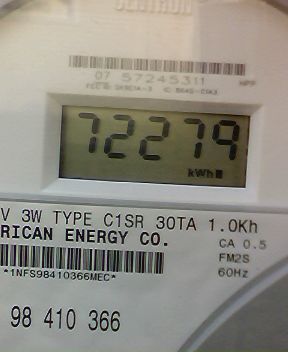 CENTRON
07 57245311
72279
kWh
V 3W TYPE C1SR 30TA 1.0Kh
RICAN ENERGY CO.
CA 0.5
FM2S
60Hz
*1NFS98410366MEC*
98 410 366